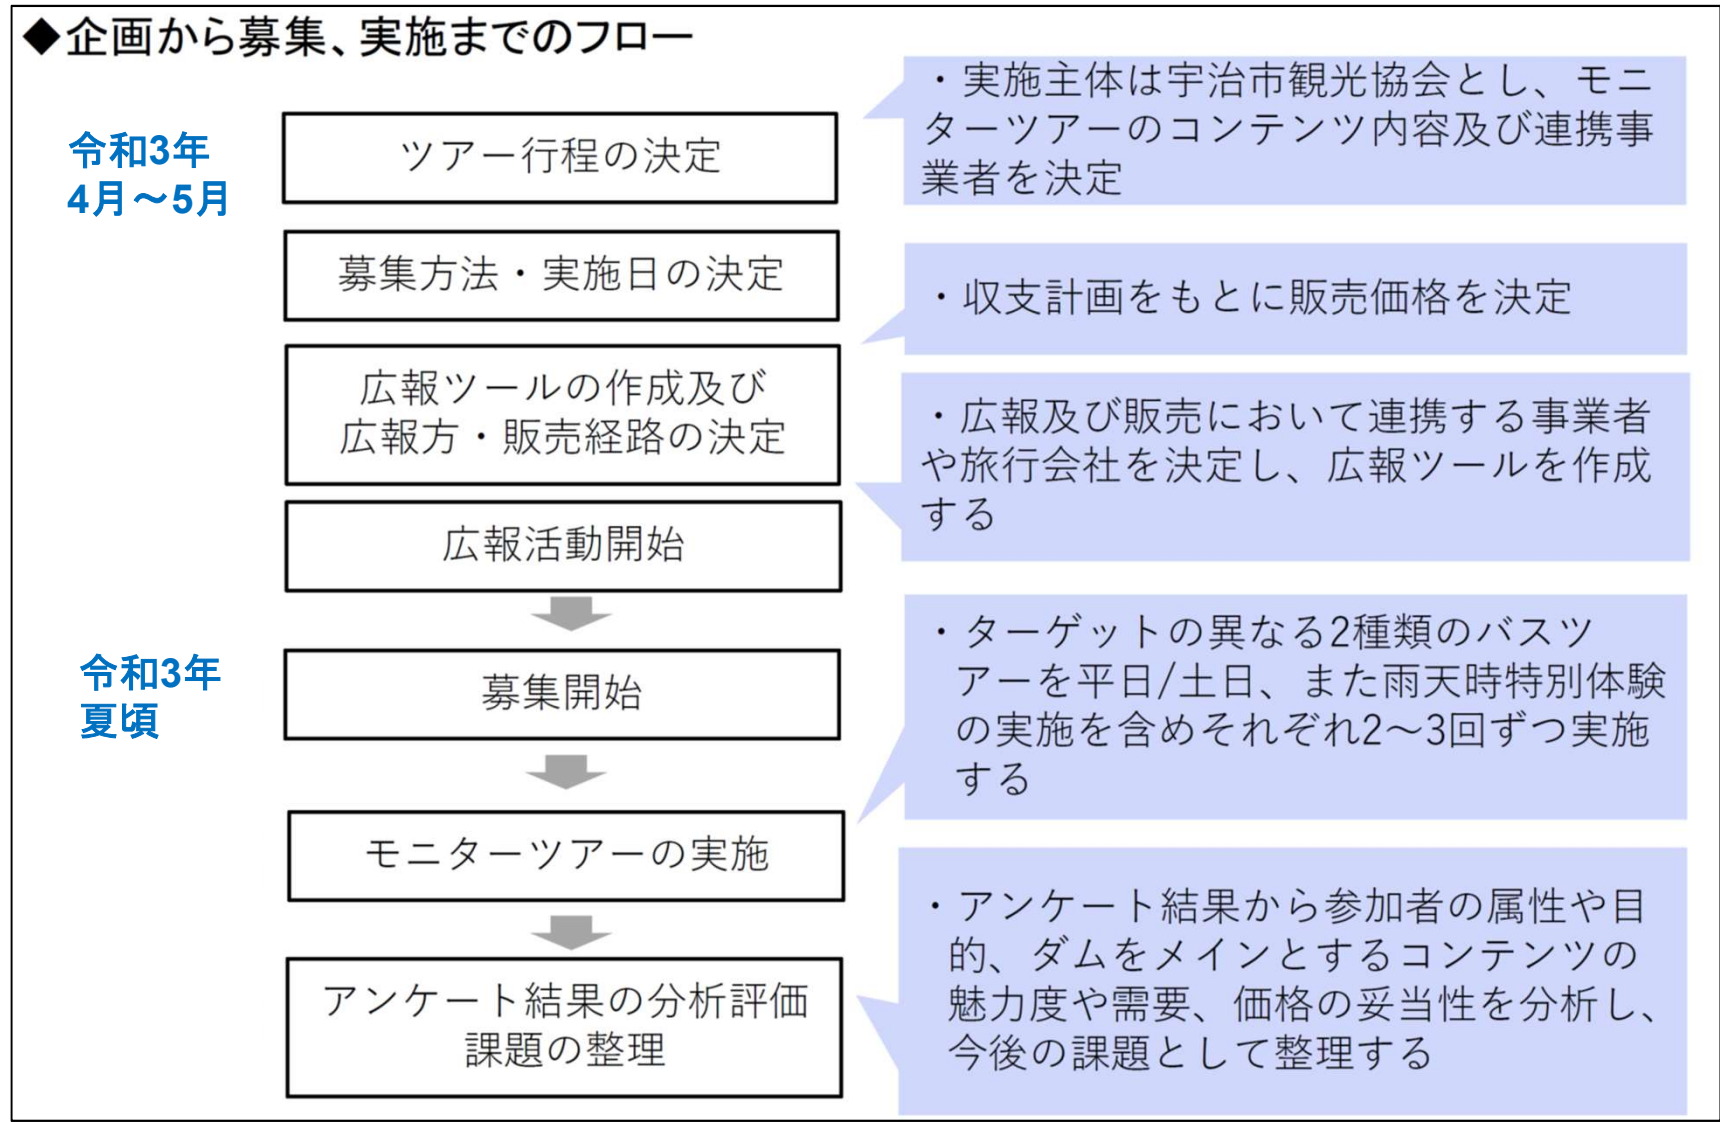 ◆企画から募集、実施までのフロー
令和3年
4月～5月
ツアー行程の決定
・実施主体は宇治市観光協会とし、モニ
ターツアーのコンテンツ内容及び連携事
業者を決定
募集方法・実施日の決定
・収支計画をもとに販売価格を決定
広報ツールの作成及び
広報方・販売経路の決定
・広報及び販売において連携する事業者
や旅行会社を決定し、広報ツールを作成
する
広報活動開始
令和3年
夏頃
募集開始
・ターゲットの異なる2種類のバスツ
アーを平日/土日、また雨天時特別体験
の実施を含めそれぞれ2～3回ずつ実施
する
モニターツアーの実施
アンケート結果の分析評価
課題の整理
・アンケート結果から参加者の属性や目
的、ダムをメインとするコンテンツの
魅力度や需要、価格の妥当性を分析し、
今後の課題として整理する